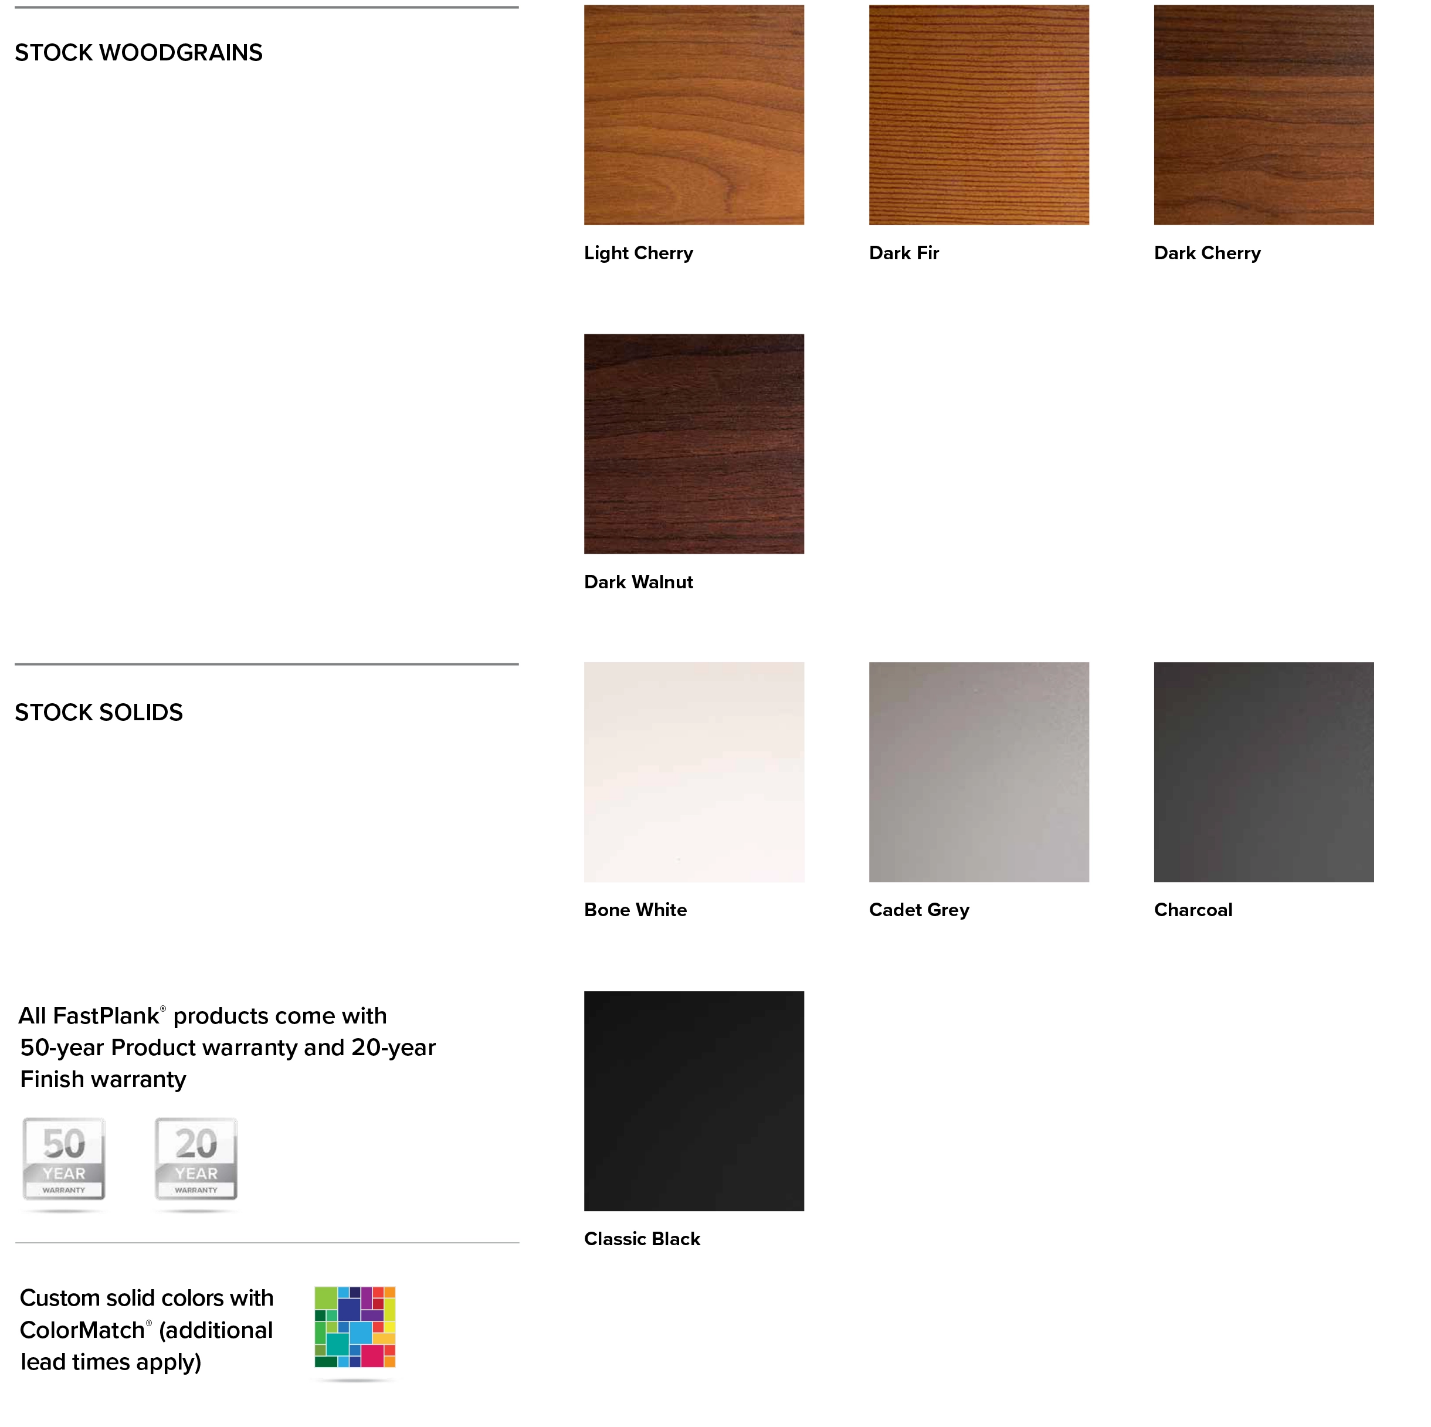 STOCK WOODGRAINS
Light Cherry
Dark Fir
Dark Cherry
Dark Walnut
STOCK SOLIDS
Bone White
Cadet Grey
Charcoal
All FastPlank® products come with
50-year Product warranty and 20-year
Finish warranty
50
YEAR
WARRANTY
20
YEAR
WARRANTY
Classic Black
Custom solid colors with
ColorMatch® (additional
lead times apply)